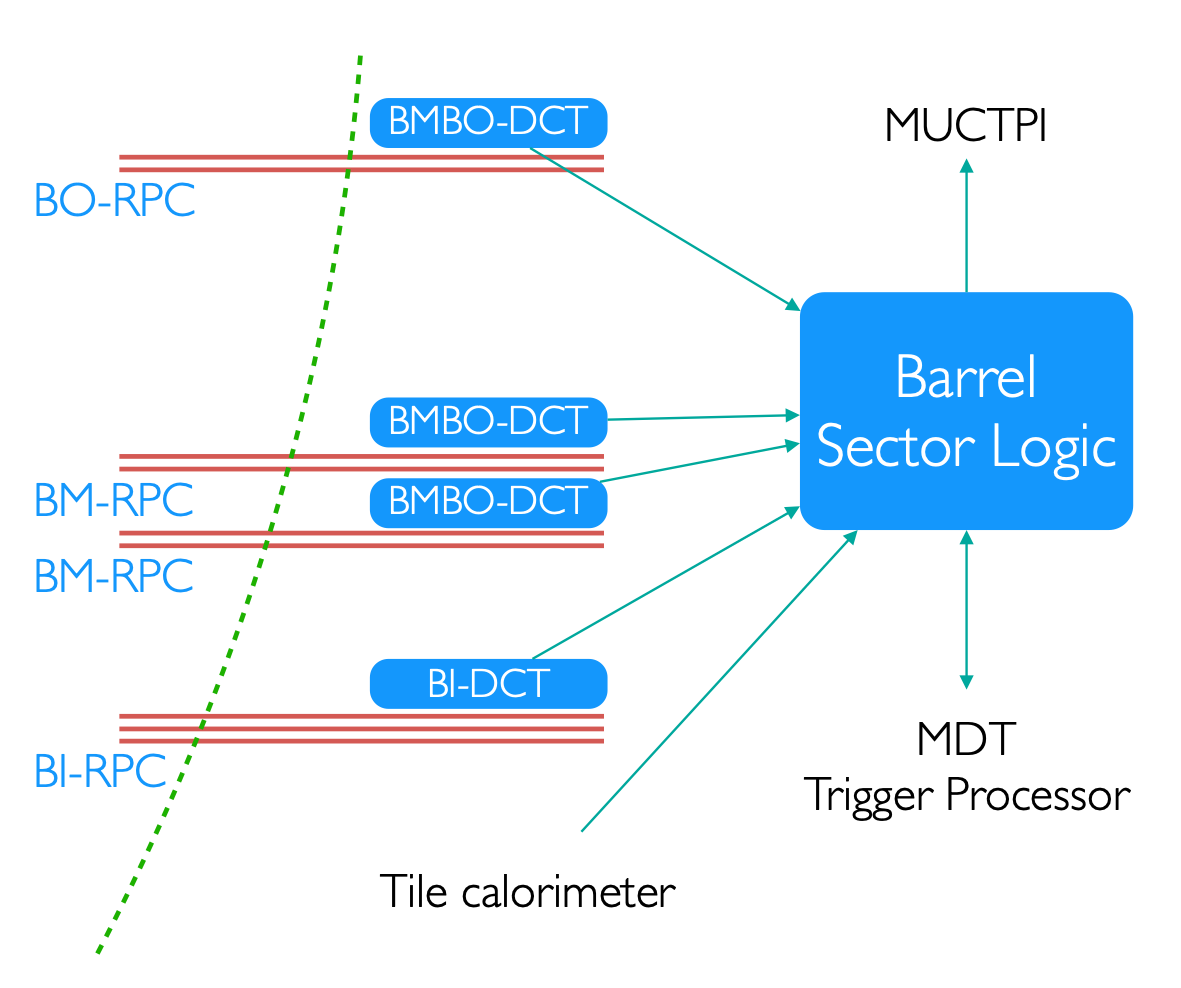 BMBO-DCT
MUCTPI
BO-RPC
Barrel
Sector Logic
BMBO-DCT
BM-RPC
BMBO-DCT
BM-RPC
BI-DCT
BI-RPC
MDT
Trigger Processor
Tile calorimeter